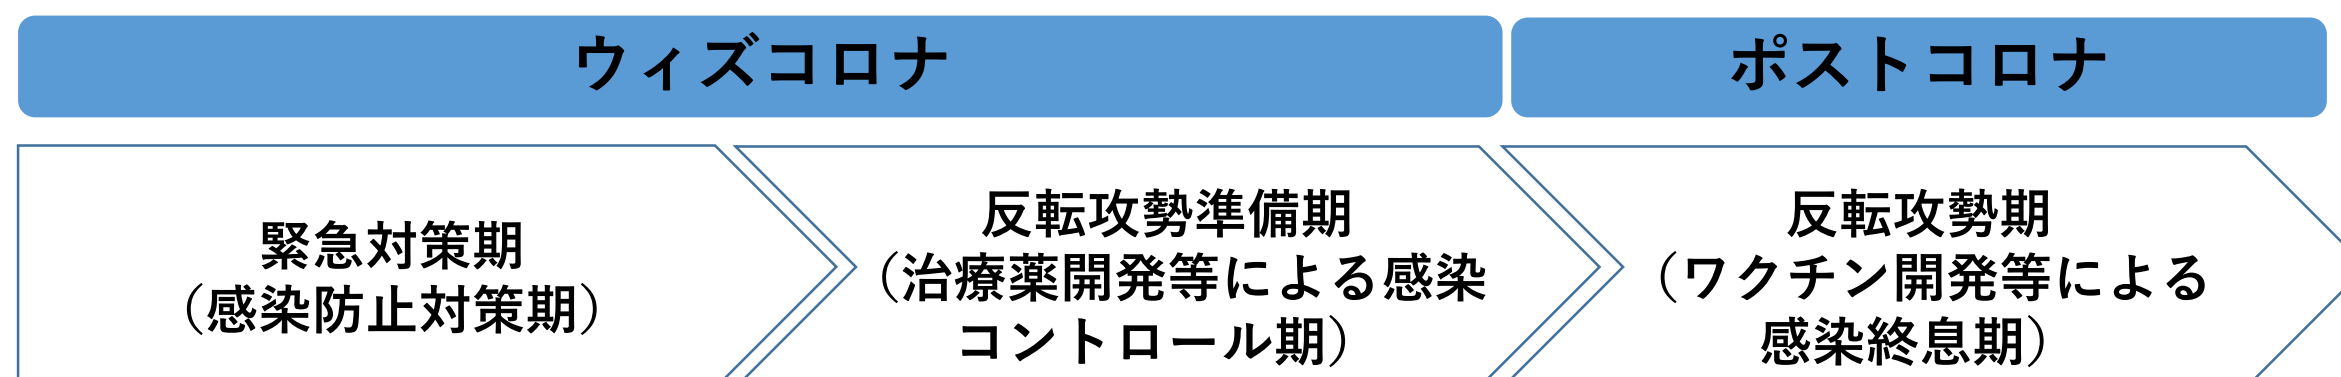 ウィズコロナ
ポストコロナ
緊急対策期
（感染防止対策期）
反転攻勢準備期
（治療薬開発等による感染
コントロール期）
反転攻勢期
（ワクチン開発等による
感染終息期）